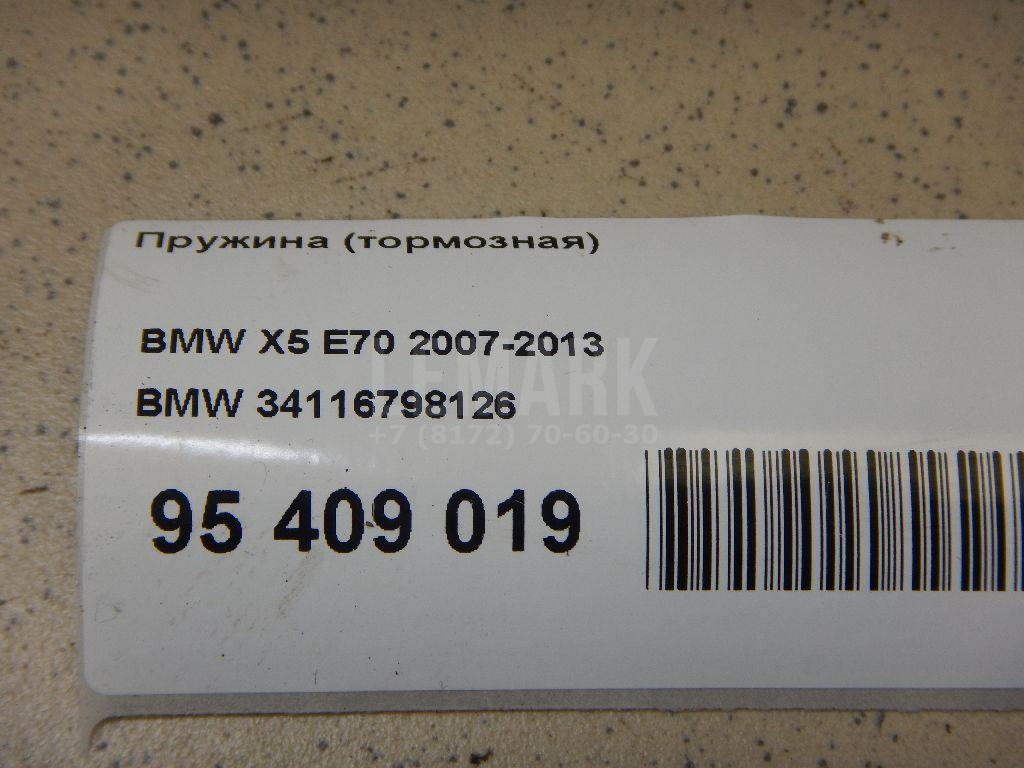 Пружина (тормозная)
BMW X5 E70 2007-2013
LEMARK
BMW 34116798126
+7 (8172) 70-60-30
95 409 019